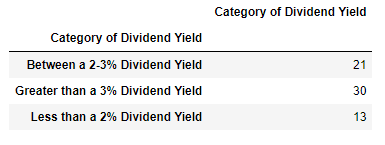 Category of Dividend Yield
Category of Dividend Yield
Between a 2-3% Dividend Yield 21
Greater than a 3% Dividend Yield 30
Less than a 2% Dividend Yield 13